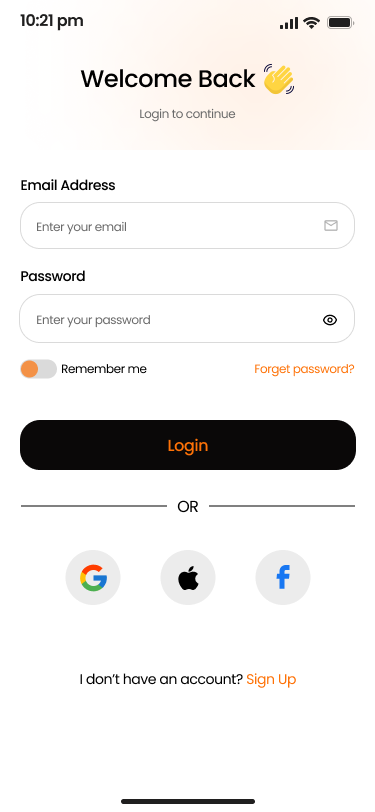 10:21 pm
Welcome Back
Login to continue
Email Address
Enter your email
Password
Enter your password
Remember me
Forget password?
Login
OR
I don’t have an account? Sign Up